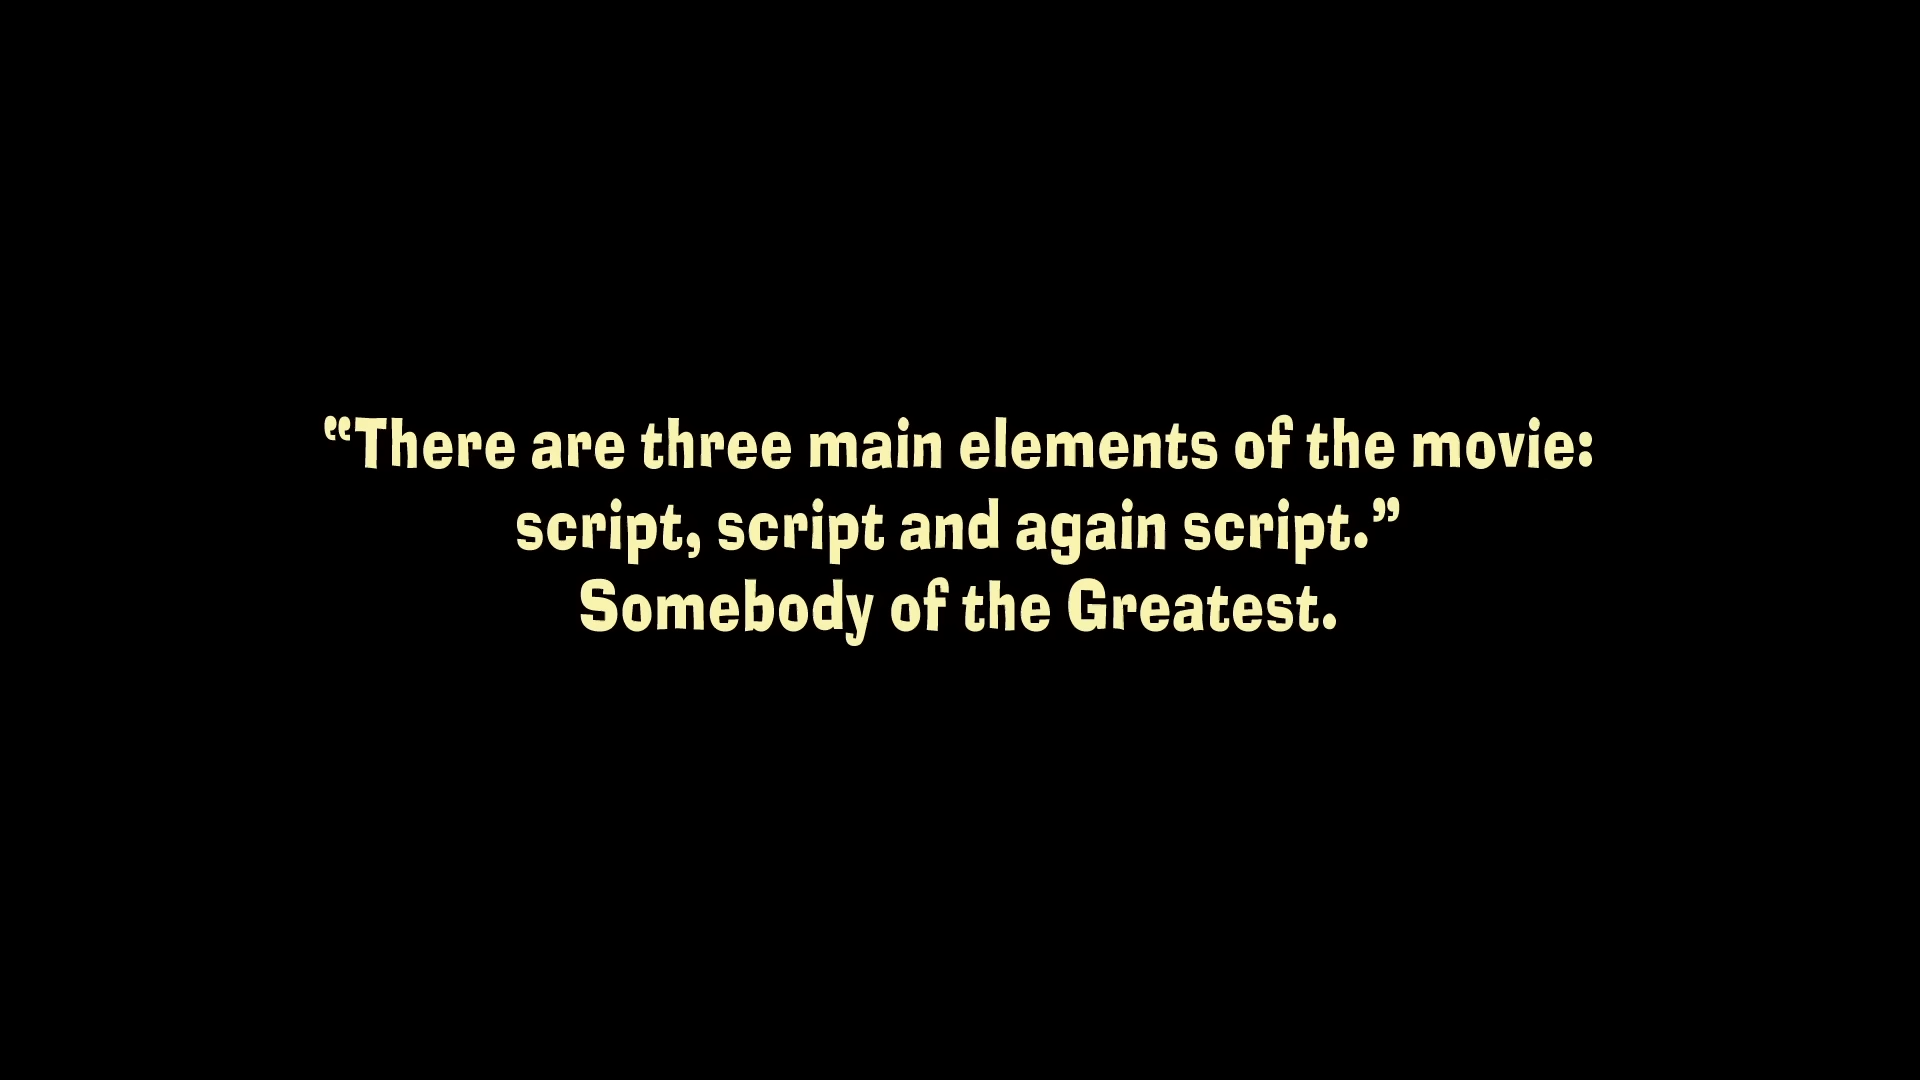 “There are three main elements of the movie:
script, script and again script.”
Somebody of the Greatest.